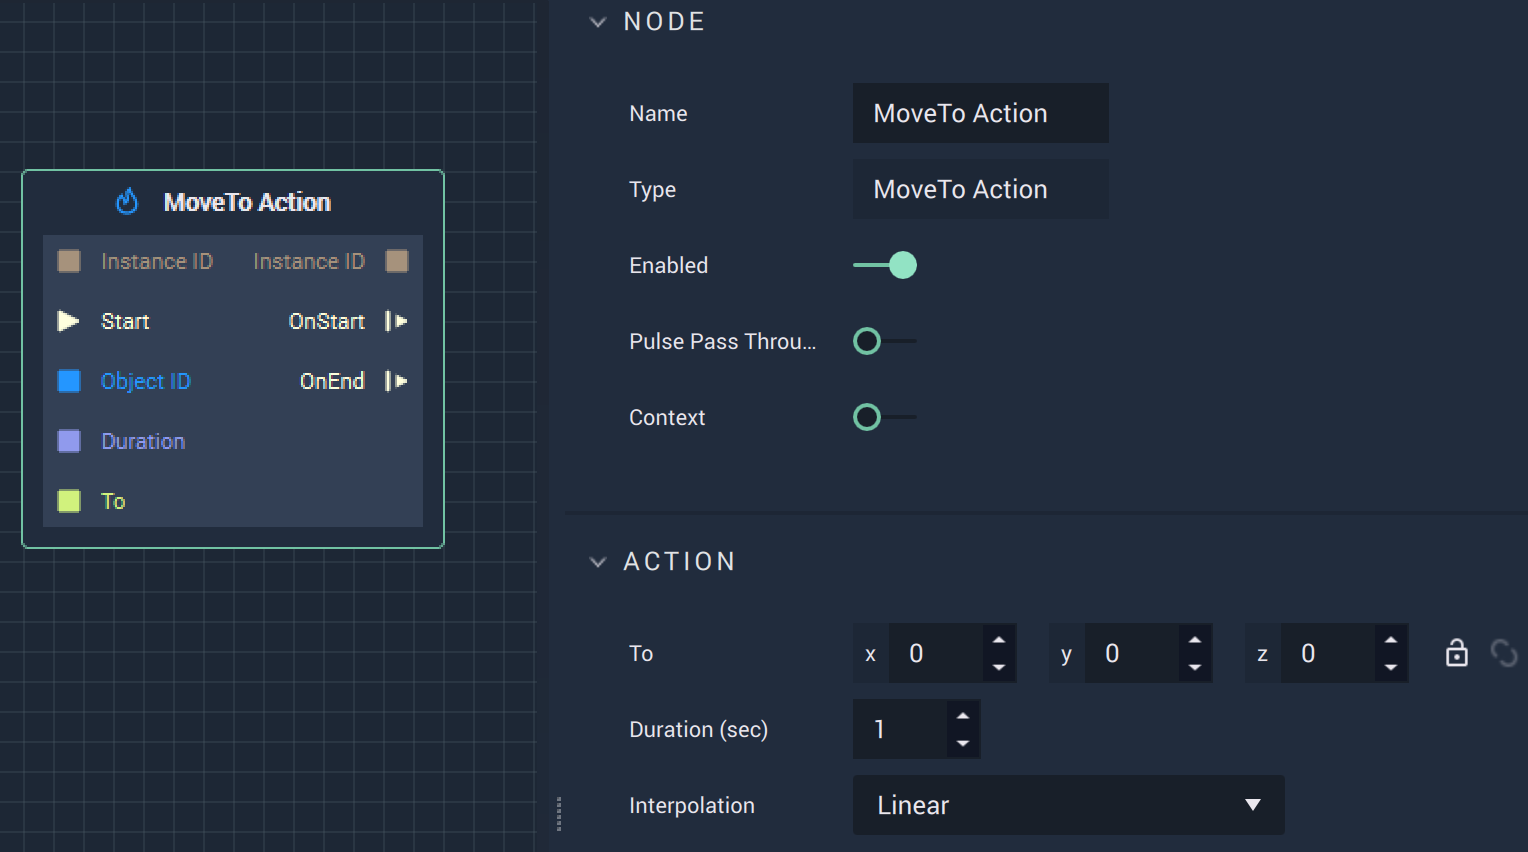 MoveTo Action
Instance ID Instance ID
Start OnStart
Object ID OnEnd
Duration
To
NODE
Name MoveTo Action
Type MoveTo Action
Enabled
Pulse Pass Throu...
Context
ACTION
To x 0 y 0 z 0
Duration (sec) 1
Interpolation Linear